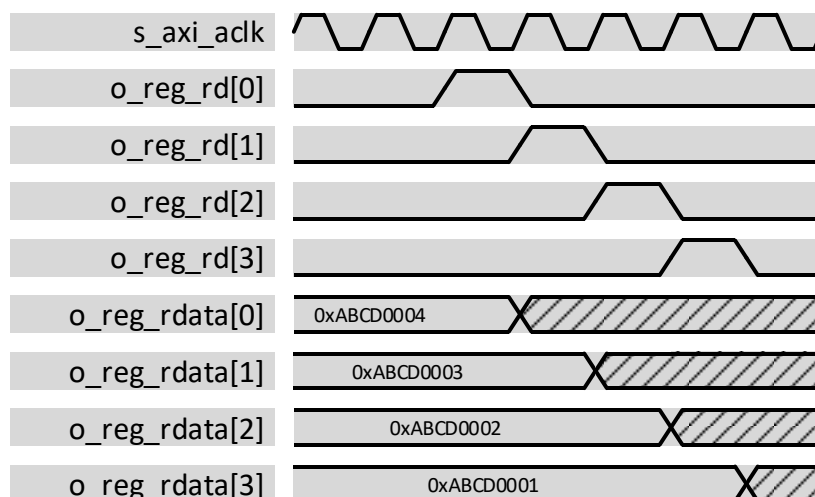 s_axi_aclk
o_reg_rd[0]
o_reg_rd[1]
o_reg_rd[2]
o_reg_rd[3]
o_reg_rdata[0] 0xABCD0004
o_reg_rdata[1] 0xABCD0003
o_reg_rdata[2] 0xABCD0002
o_reg_rdata[3] 0xABCD0001